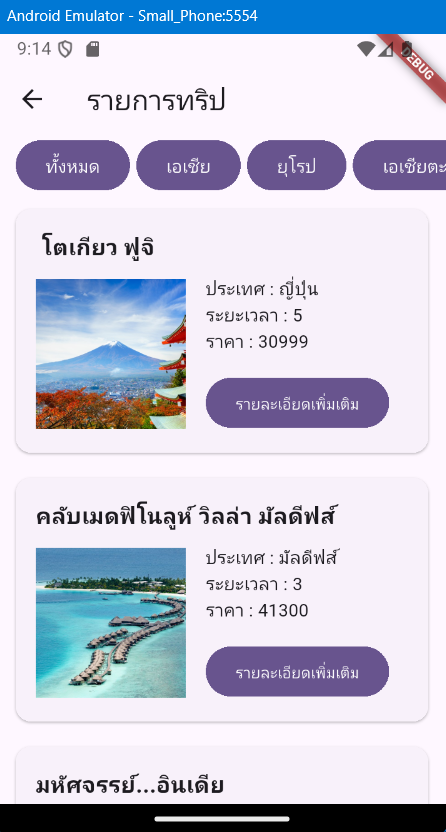 Android Emulator - Small_Phone:5554
9:14
DEBUG
รายการทริป
ทั้งหมด เอเชีย ยุโรป เอเชียตะ
โตเกียว ฟูจิ
ประเทศ : ญี่ปุ่น
ระยะเวลา : 5
ราคา : 30999
รายละเอียดเพิ่มเติม
คลับเมดฟิโนลูห์ วิลล่า มัลดีฟส์
ประเทศ : มัลดีฟส์
ระยะเวลา : 3
ราคา : 41300
รายละเอียดเพิ่มเติม
มหัศจรรย์...อินเดีย